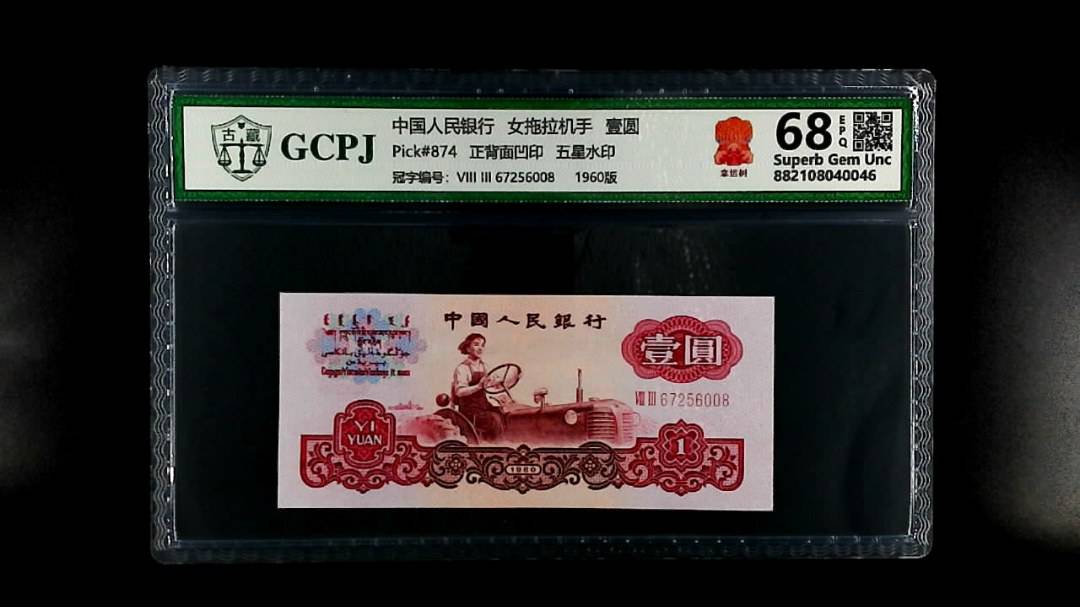 古 藏
GCPJ
中国人民银行 女拖拉机手 壹圆
Pick#874 正背面凹印 五星水印
冠字编号: VIII III 67256008 1960版
68 EPQ
Superb Gem Unc
882108040046
中國人民銀行
壹圓
VIII III 67256008
YI
YUAN
1960
1